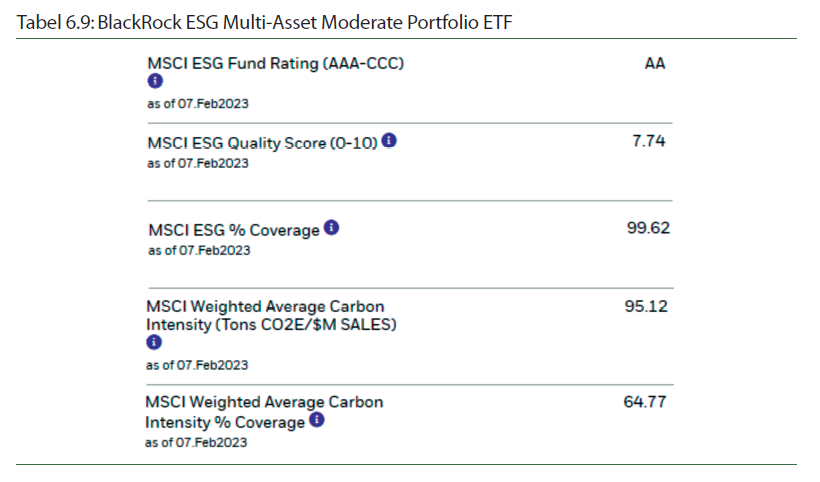 Tabel 6.9: BlackRock ESG Multi-Asset Moderate Portfolio ETF
MSCI ESG Fund Rating (AAA-CCC) AA
i
as of 07.Feb2023
MSCI ESG Quality Score (0-10) i 7.74
as of 07.Feb2023
MSCI ESG % Coverage i 99.62
as of 07.Feb2023
MSCI Weighted Average Carbon 95.12
Intensity (Tons CO2E/$M SALES)
i
as of 07.Feb2023
MSCI Weighted Average Carbon 64.77
Intensity % Coverage i
as of 07.Feb2023